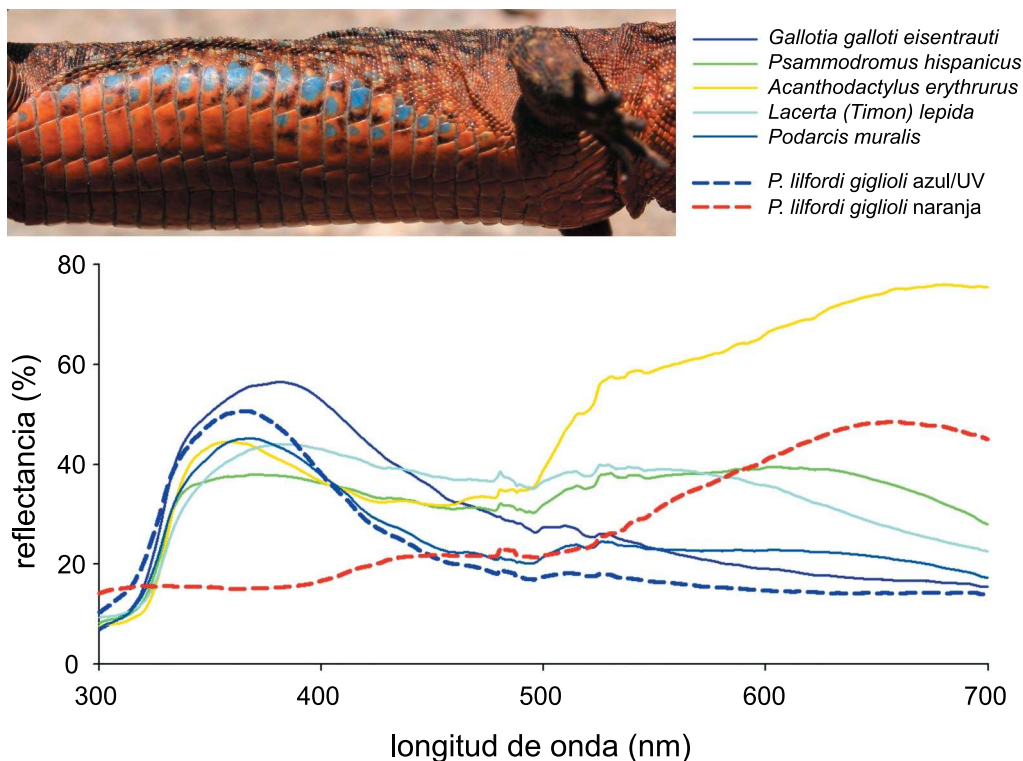 Gallotia galloti eisentrauti
Psammodromus hispanicus
Acanthodactylus erythrurus
Lacerta (Timon) lepida
Podarcis muralis
P. lilfordi giglioli azul/UV
P. lilfordi giglioli naranja
80
60
40
20
0
reflectancia (%)
300 400 500 600 700
longitud de onda (nm)